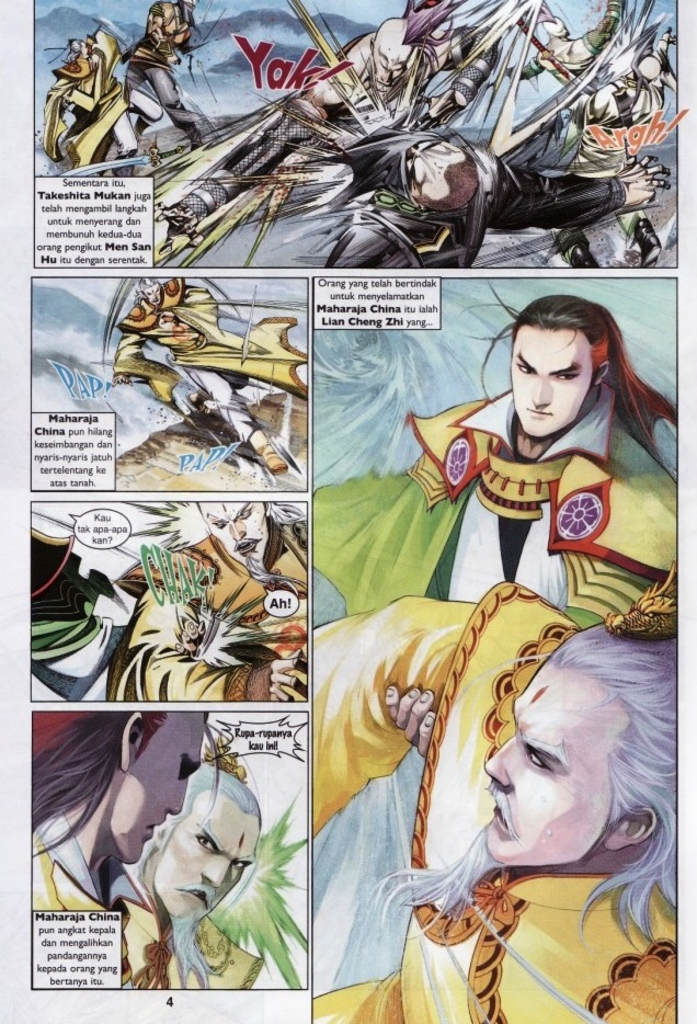 Yak!
Argh!
Sementara itu,
Takeshita Mukan juga
telah mengambil langkah
untuk menyerang dan
membunuh kedua-dua
orang pengikut Men San
Hu itu dengan serentak.
PAP!
Maharaja
China pun hilang
keseimbangan dan
nyaris-nyaris jatuh
tertelentang ke
atas tanah.
PAP!
Kau
tak apa-apa
kan?
CHAK!
Ah!
Rupa-rupanya
kau ini!
Maharaja China
pun angkat kepala
dan mengalihkan
pandangannya
kepada orang yang
bertanya itu.
Orang yang telah bertindak
untuk menyelamatkan
Maharaja China itu ialah
Lian Cheng Zhi yang...
4